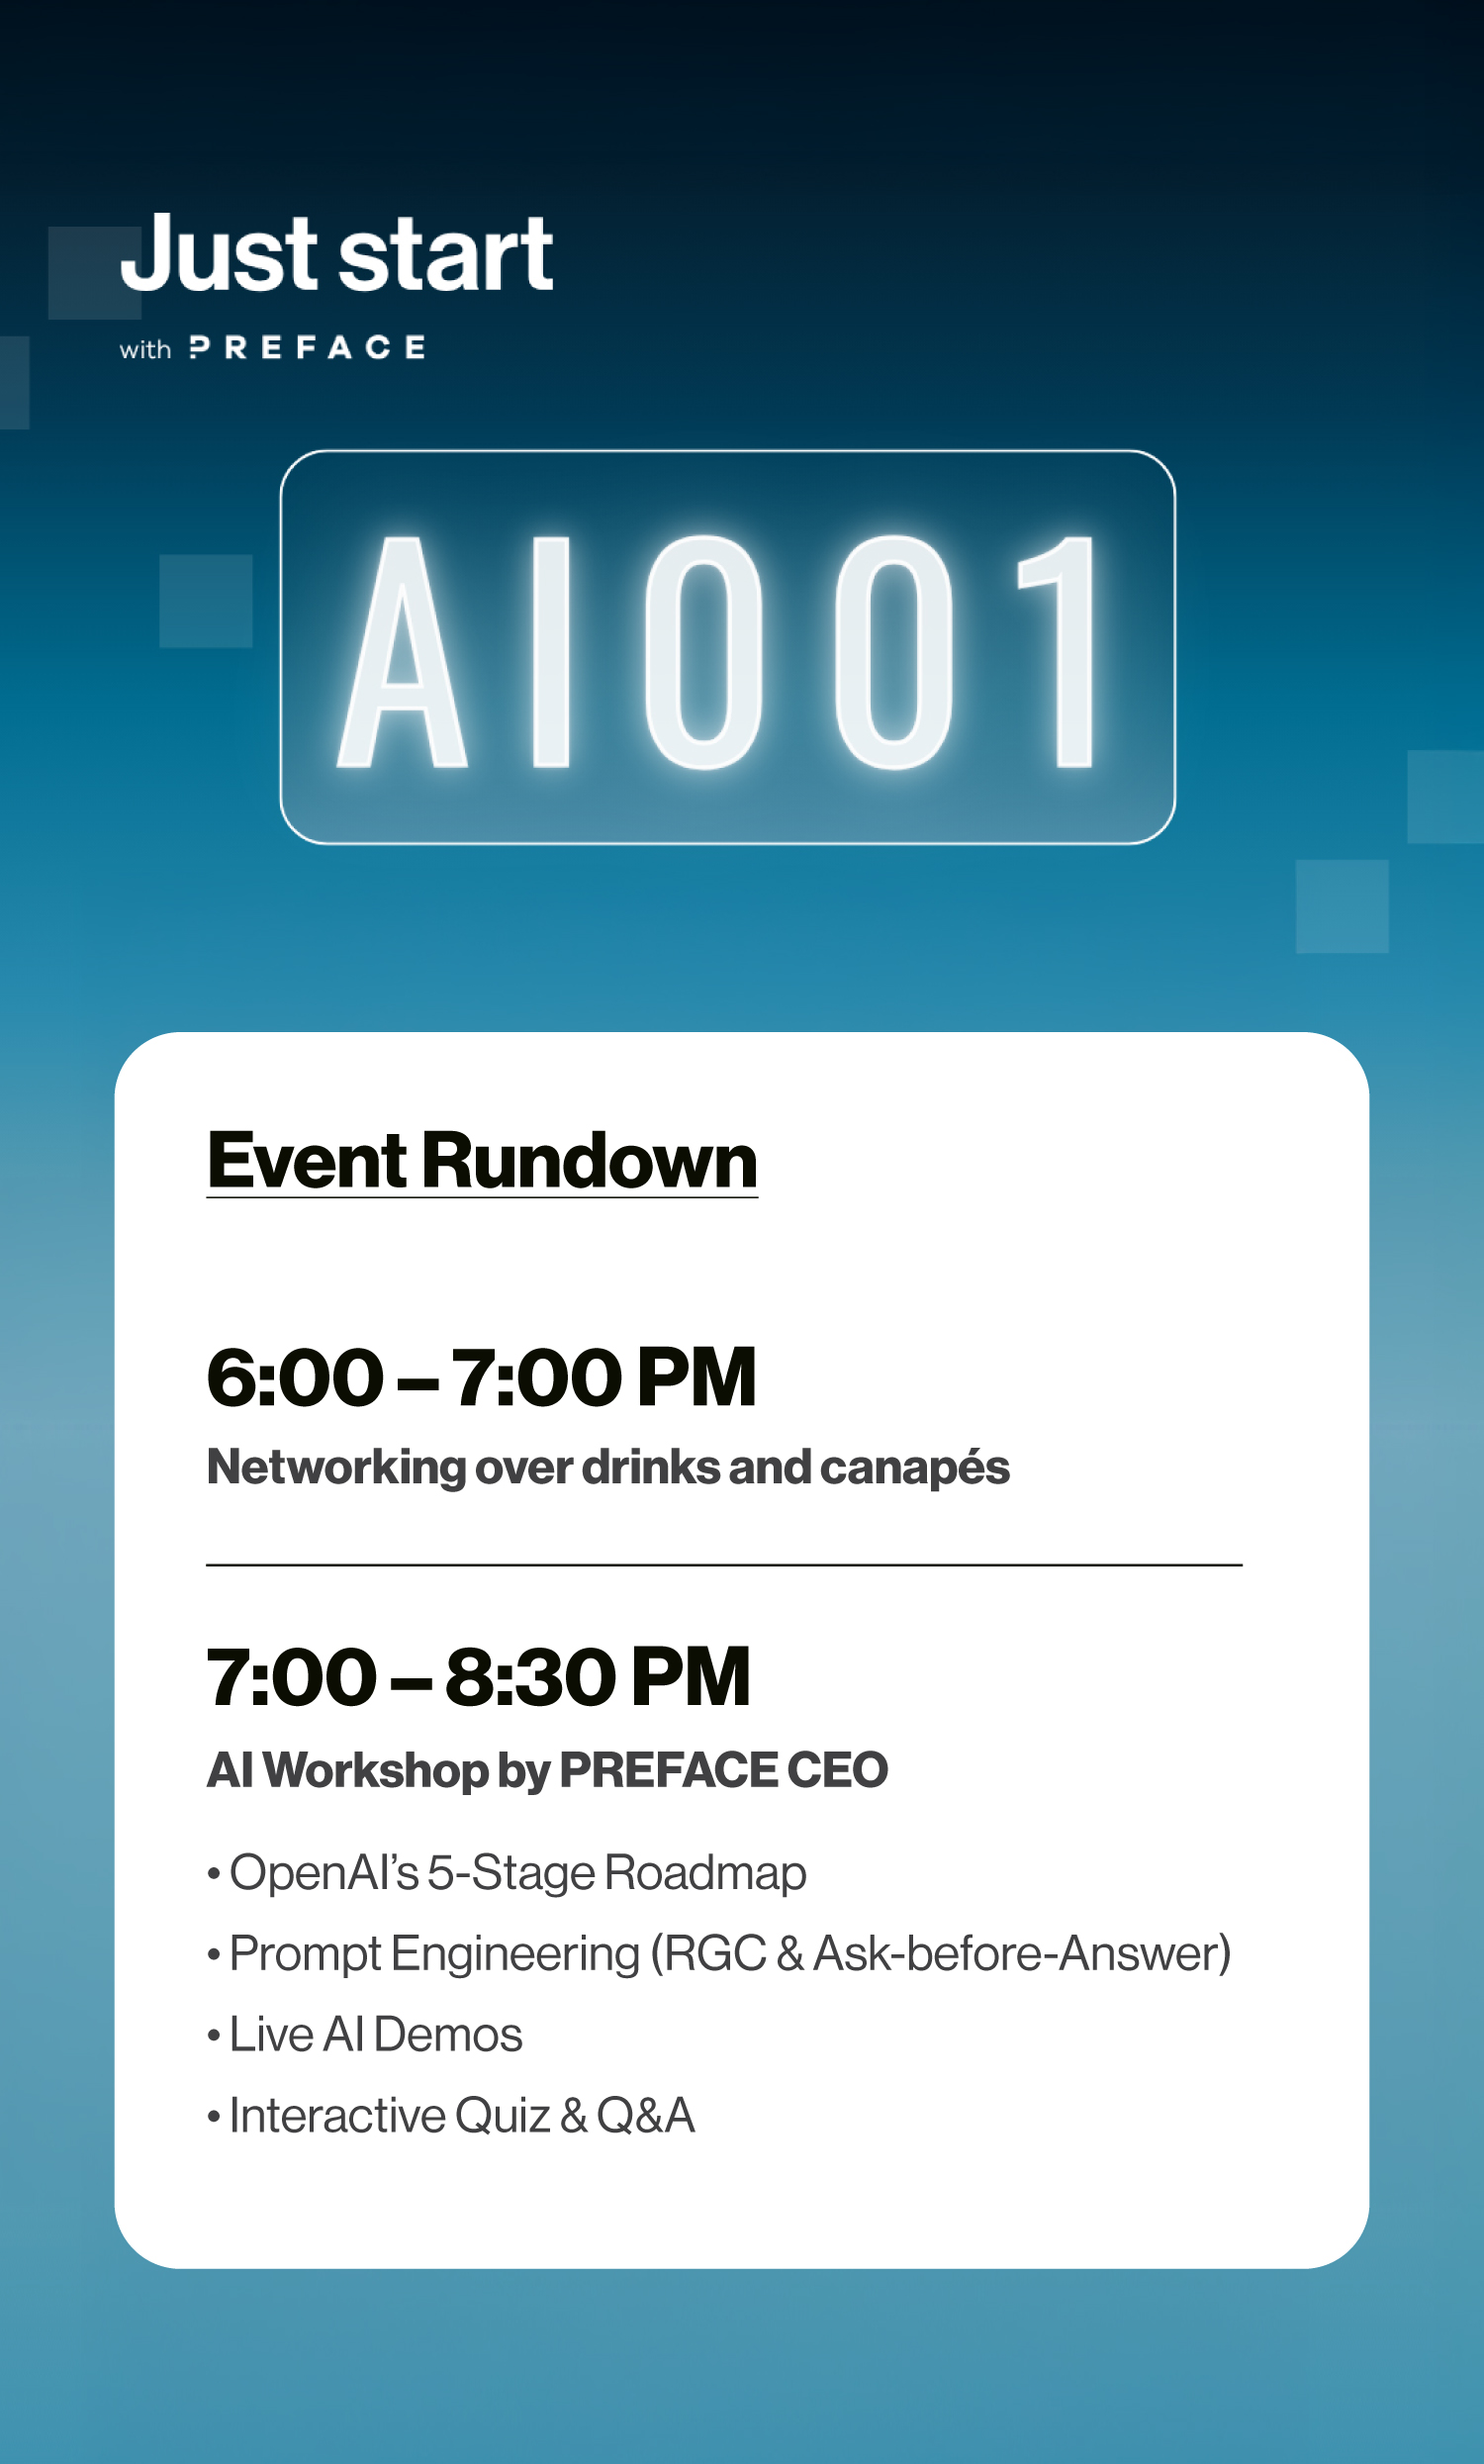 Just start
with PREFACE
AI001
Event Rundown
6:00 – 7:00 PM
Networking over drinks and canapés
7:00 – 8:30 PM
AI Workshop by PREFACE CEO
• OpenAI’s 5-Stage Roadmap
• Prompt Engineering (RGC & Ask-before-Answer)
• Live AI Demos
• Interactive Quiz & Q&A